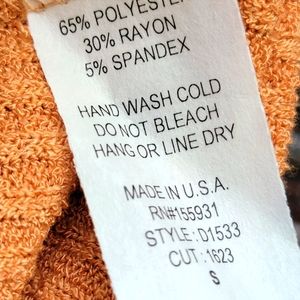 65% POLYESTER
30% RAYON
5% SPANDEX
HAND WASH COLD
DO NOT BLEACH
HANG OR LINE DRY
MADE IN U.S.A.
RN#155931
STYLE: D1533
CUT: 1623
S